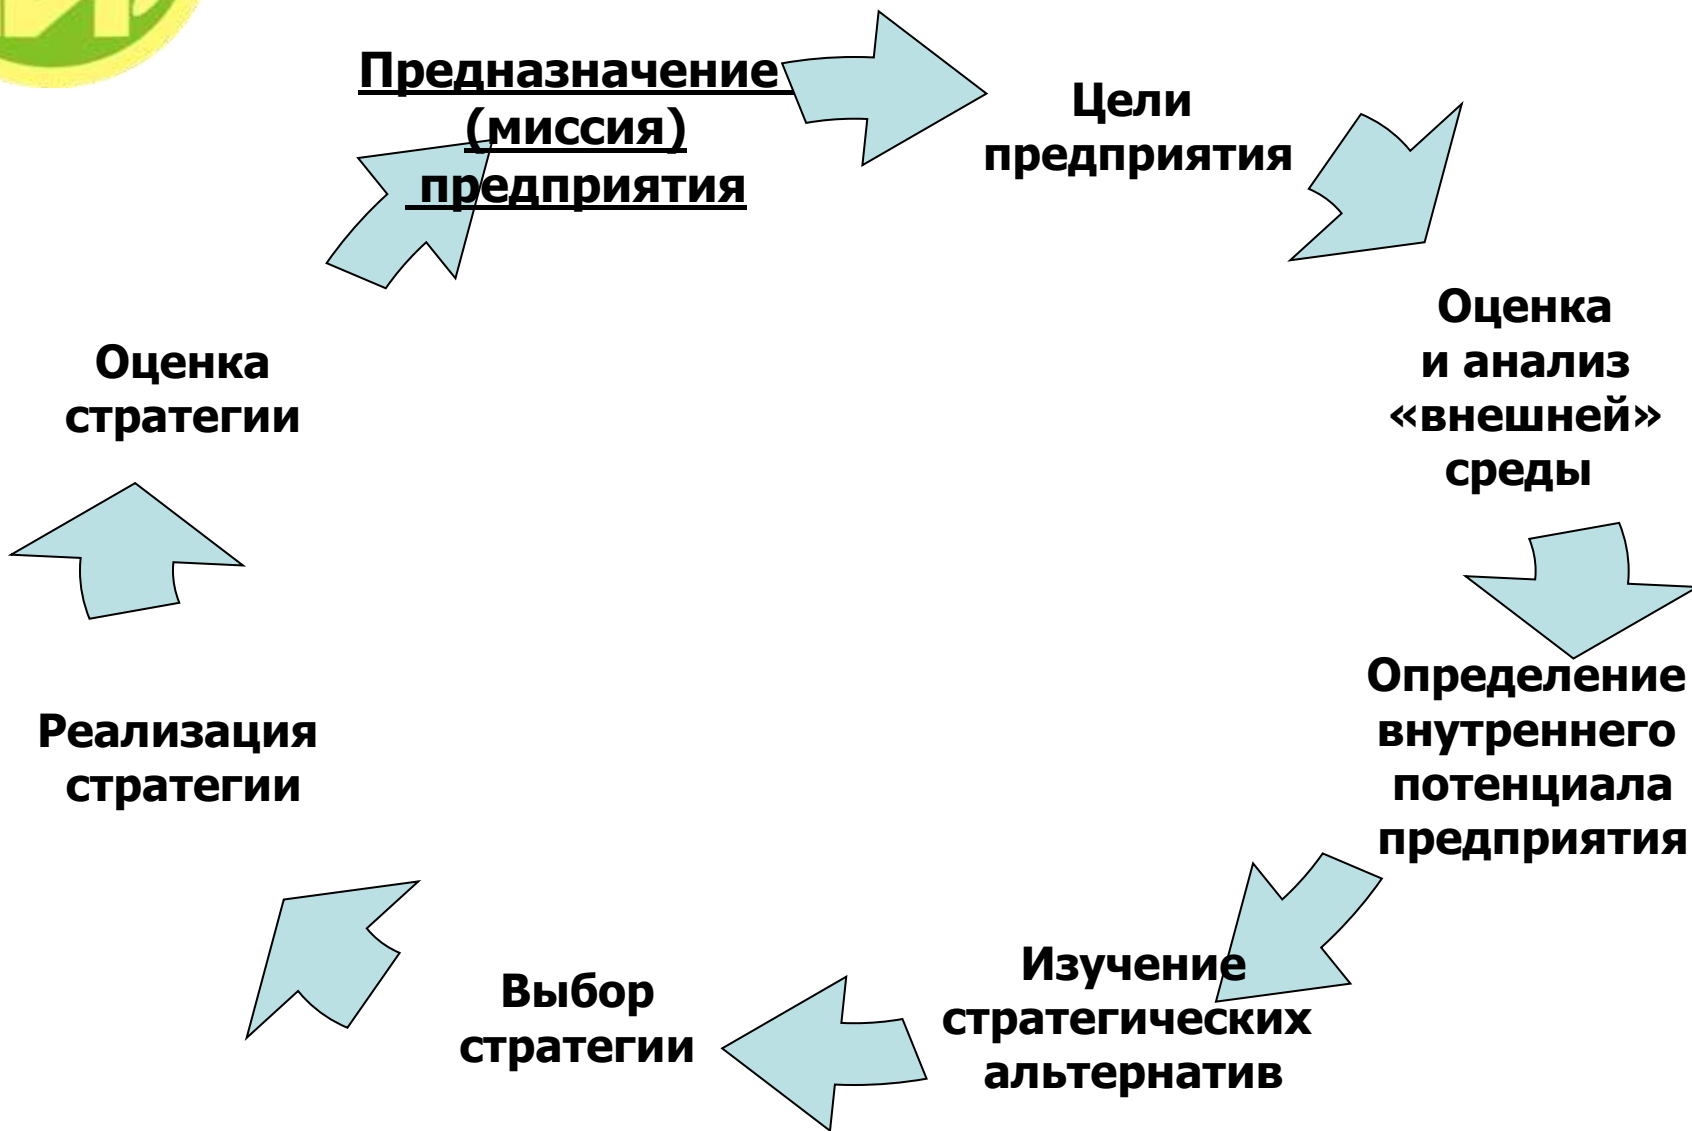 Предназначение
(миссия)
предприятия
Цели
предприятия
Оценка
и анализ
«внешней»
среды
Определение
внутреннего
потенциала
предприятия
Изучение
стратегических
альтернатив
Выбор
стратегии
Реализация
стратегии
Оценка
стратегии